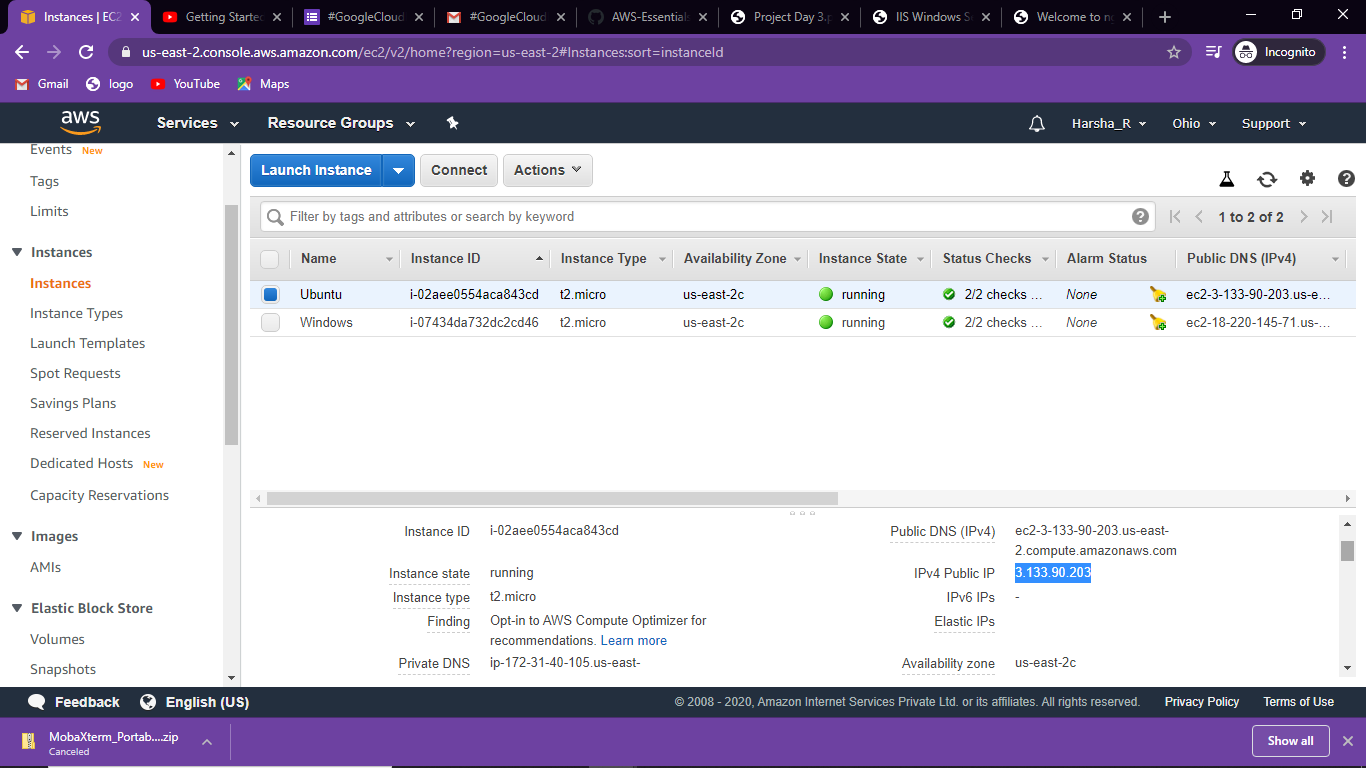 Instances | EC2
Getting Starte
#GoogleCloud
#GoogleCloud
AWS-Essentials
Project Day 3.p
IIS Windows Se
Welcome to n
us-east-2.console.aws.amazon.com/ec2/v2/home?region=us-east-2#Instances:sort=instanceId
Incognito
Gmail logo YouTube Maps
aws Services Resource Groups Harsha_R Ohio Support
Events New
Tags
Limits
Instances
Instances
Instance Types
Launch Templates
Spot Requests
Savings Plans
Reserved Instances
Dedicated Hosts New
Capacity Reservations
Images
AMIs
Elastic Block Store
Volumes
Snapshots
Launch Instance Connect Actions
Filter by tags and attributes or search by keyword 1 to 2 of 2
Name Instance ID Instance Type Availability Zone Instance State Status Checks Alarm Status Public DNS (IPv4)
Ubuntu i-02aee0554aca843cd t2.micro us-east-2c running 2/2 checks ... None ec2-3-133-90-203.us-e...
Windows i-07434da732dc2cd46 t2.micro us-east-2c running 2/2 checks ... None ec2-18-220-145-71.us-...
Instance ID i-02aee0554aca843cd
Instance state running
Instance type t2.micro
Finding Opt-in to AWS Compute Optimizer for
recommendations. Learn more
Private DNS ip-172-31-40-105.us-east-
Public DNS (IPv4) ec2-3-133-90-203.us-east-
2.compute.amazonaws.com
IPv4 Public IP 3.133.90.203
IPv6 IPs -
Elastic IPs
Availability zone us-east-2c
Feedback English (US) © 2008 - 2020, Amazon Internet Services Private Ltd. or its affiliates. All rights reserved. Privacy Policy Terms of Use
MobaXterm_Portab....zip
Canceled
Show all